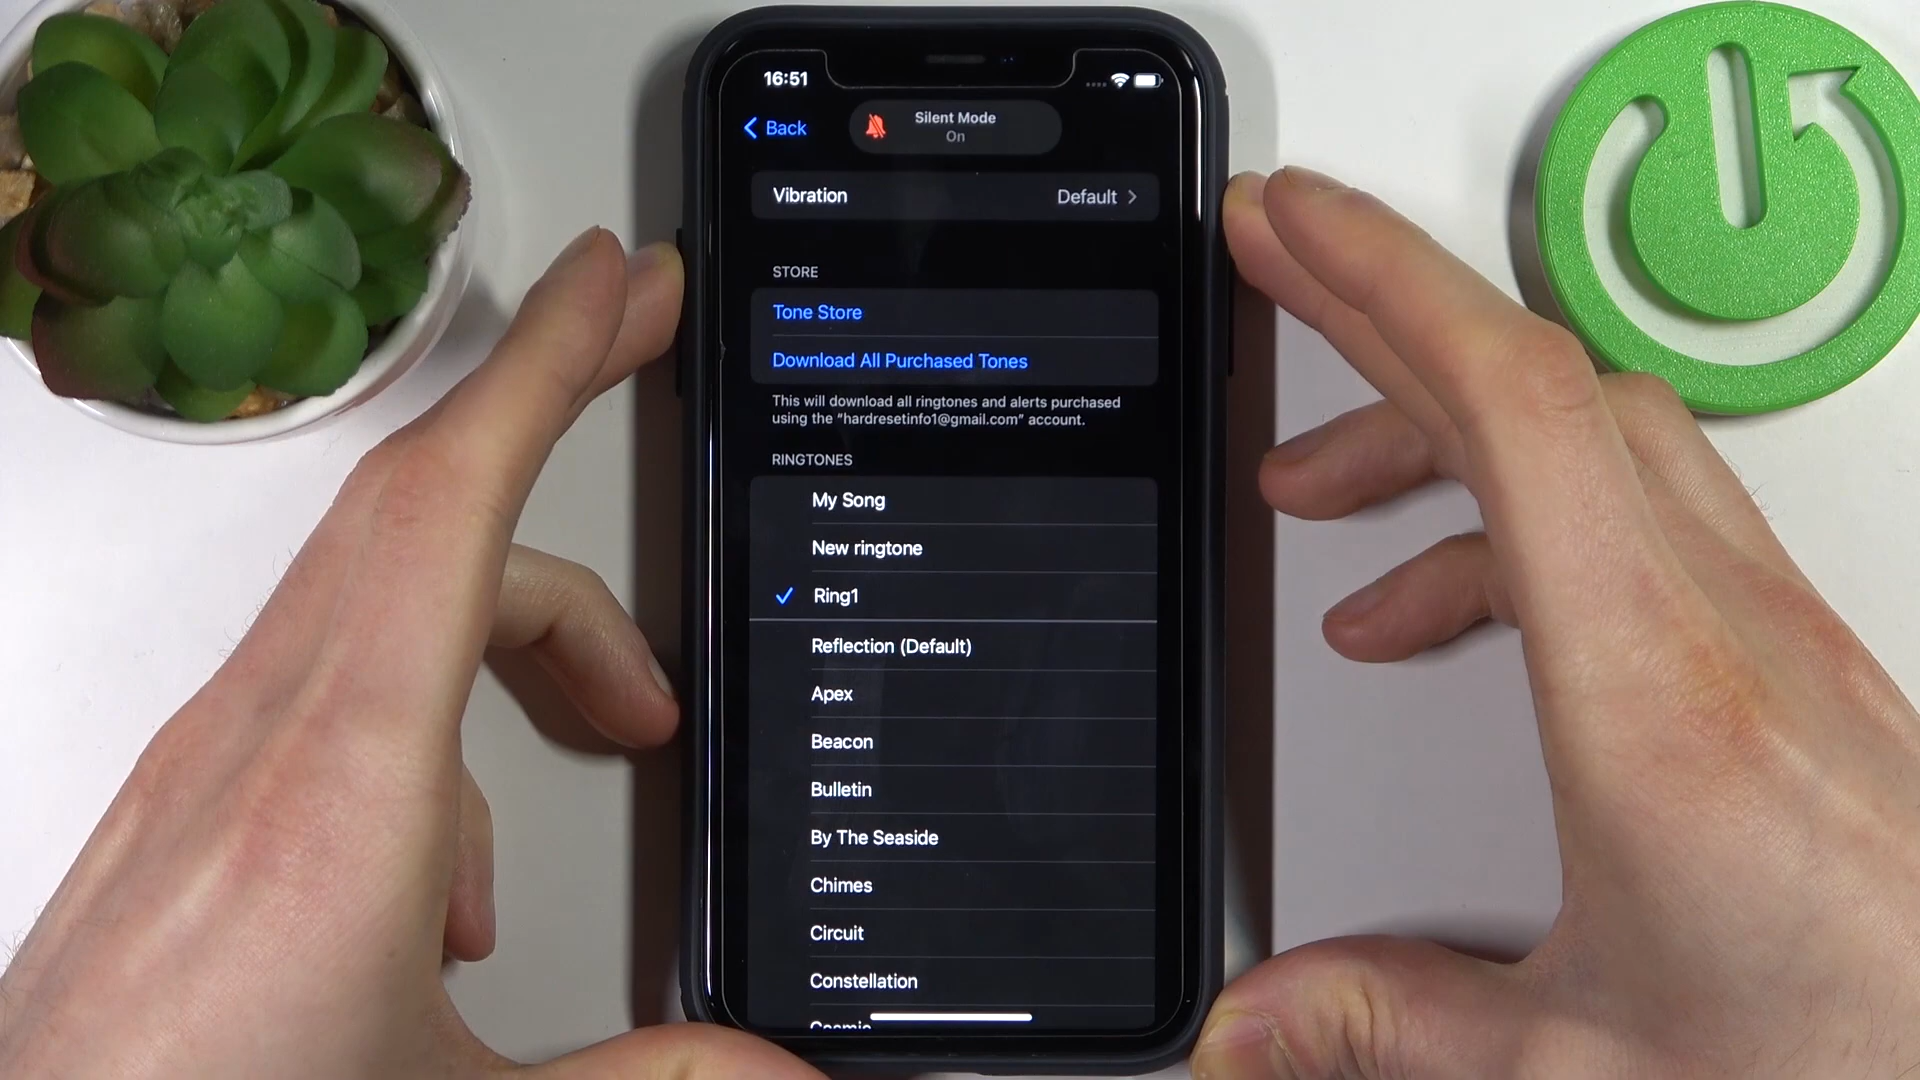 16:51
Back
Silent Mode
On
Vibration
Default
STORE
Tone Store
Download All Purchased Tones
This will download all ringtones and alerts purchased
using the “hardresetinfo1@gmail.com” account.
RINGTONES
My Song
New ringtone
Ring1
Reflection (Default)
Apex
Beacon
Bulletin
By The Seaside
Chimes
Circuit
Constellation
Cosmic